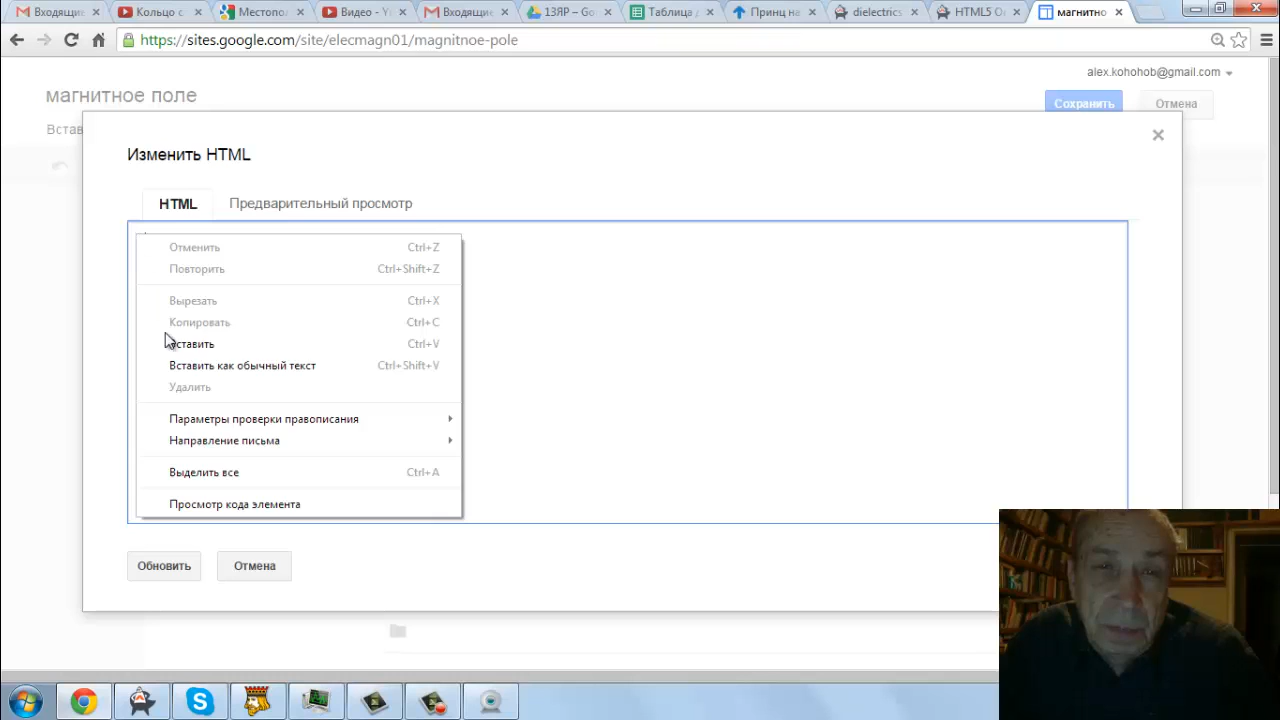 Входящие
Кольцо с
Местопол
Видео - Yo
Входящие
13ЯР – Go
Таблица д
Принц на
dielectrics
HTML5 O
магнитно
https://sites.google.com/site/elecmagn01/magnitnoe-pole
alex.kohohob@gmail.com
магнитное поле
Сохранить
Отмена
Встав
Изменить HTML
HTML
Предварительный просмотр
Отменить Ctrl+Z
Повторить Ctrl+Shift+Z
Вырезать Ctrl+X
Копировать Ctrl+C
ставить Ctrl+V
Вставить как обычный текст Ctrl+Shift+V
Удалить
Параметры проверки правописания
Направление письма
Выделить все Ctrl+A
Просмотр кода элемента
Обновить
Отмена